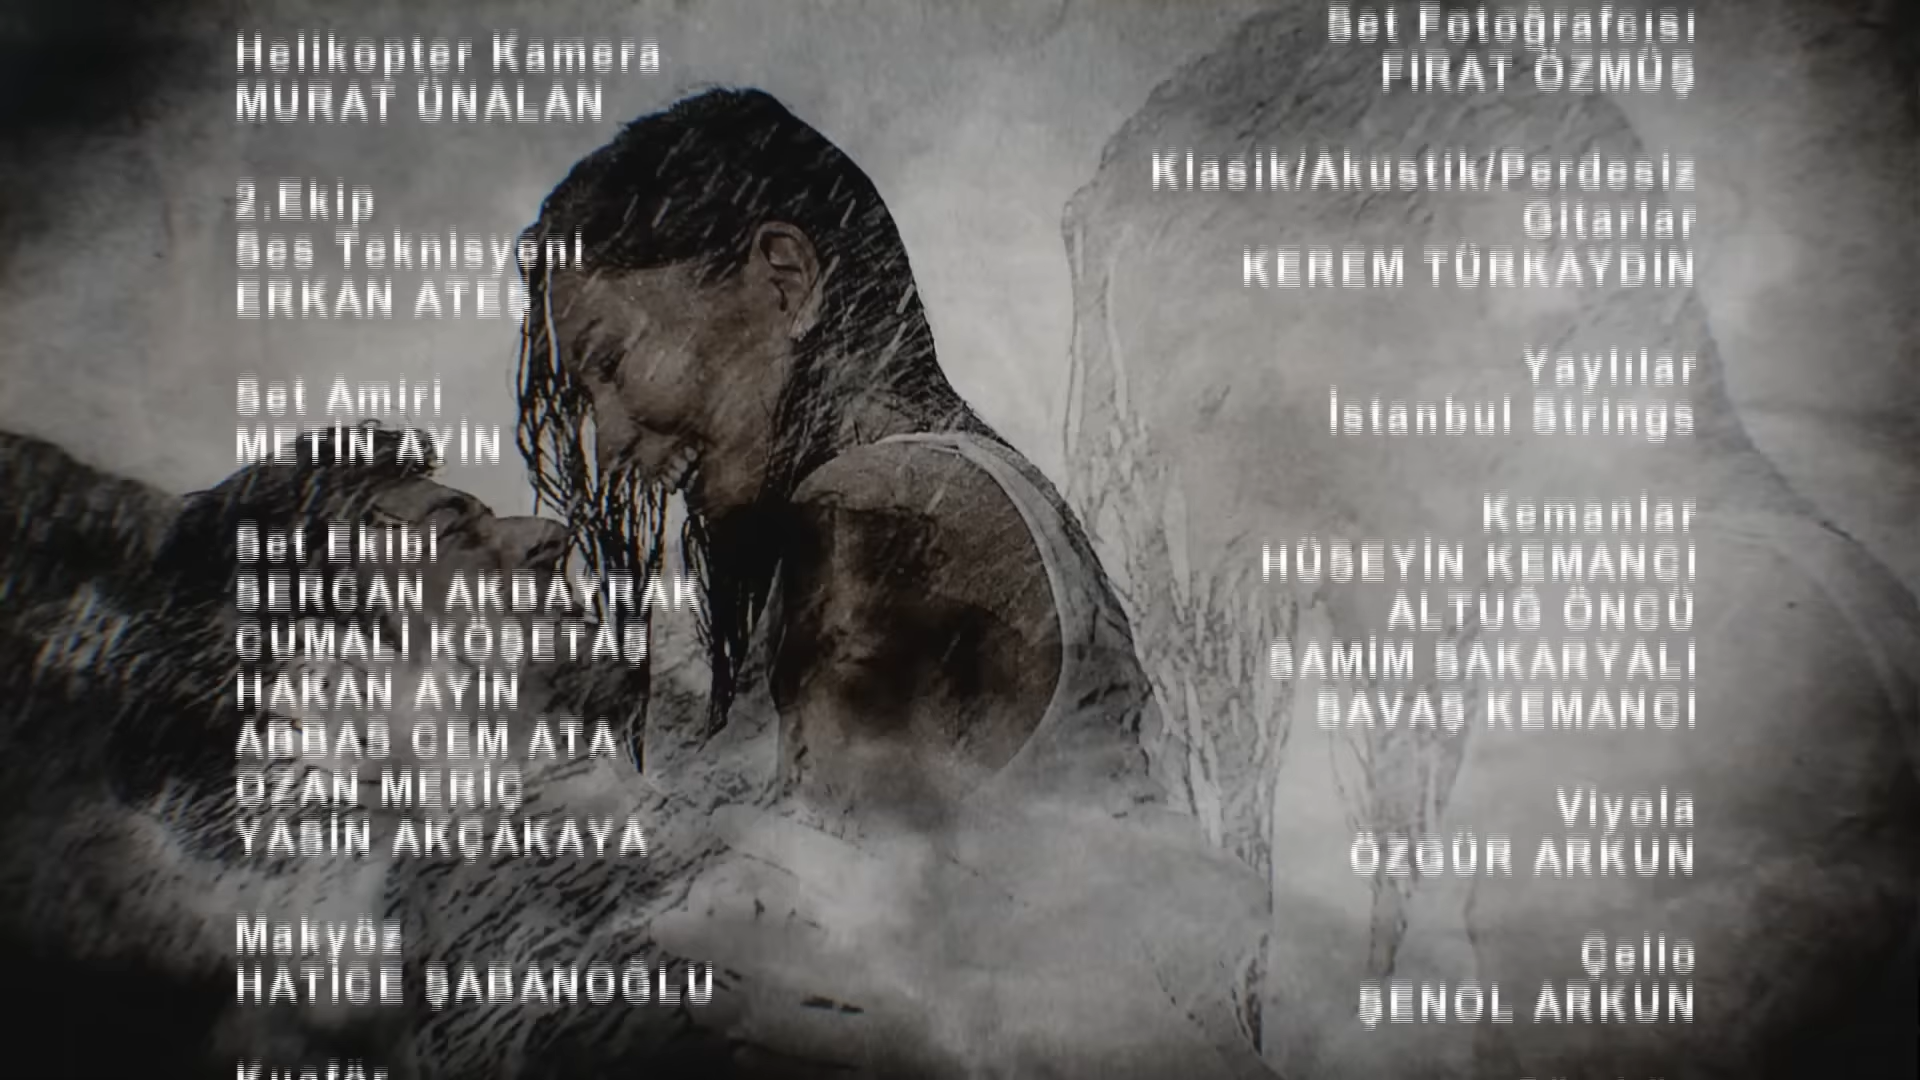 Helikopter Kamera
MURAT ÜNALAN
2.Ekip
Ses Teknisyeni
ERKAN ATEŞ
Set Amiri
METİN AYİN
Set Ekibi
SERCAN AKBAYRAK
CUMALİ KÖŞETAŞ
HAKAN AYİN
ABBAS CEM ATA
OZAN MERİÇ
YASİN AKÇAKAYA
Makyöz
HATİCE ŞABANOĞLU
Kuaför
Set Fotoğrafcısı
FIRAT ÖZMÜŞ
Klasik/Akustik/Perdesiz
Gitarlar
KEREM TÜRKAYDIN
Yaylılar
İstanbul Strings
Kemanlar
HÜSEYİN KEMANCI
ALTUĞ ÖNCÜ
SAMİM SAKARYALI
SAVAŞ KEMANCI
Viyola
ÖZGÜR ARKUN
Çello
ŞENOL ARKUN